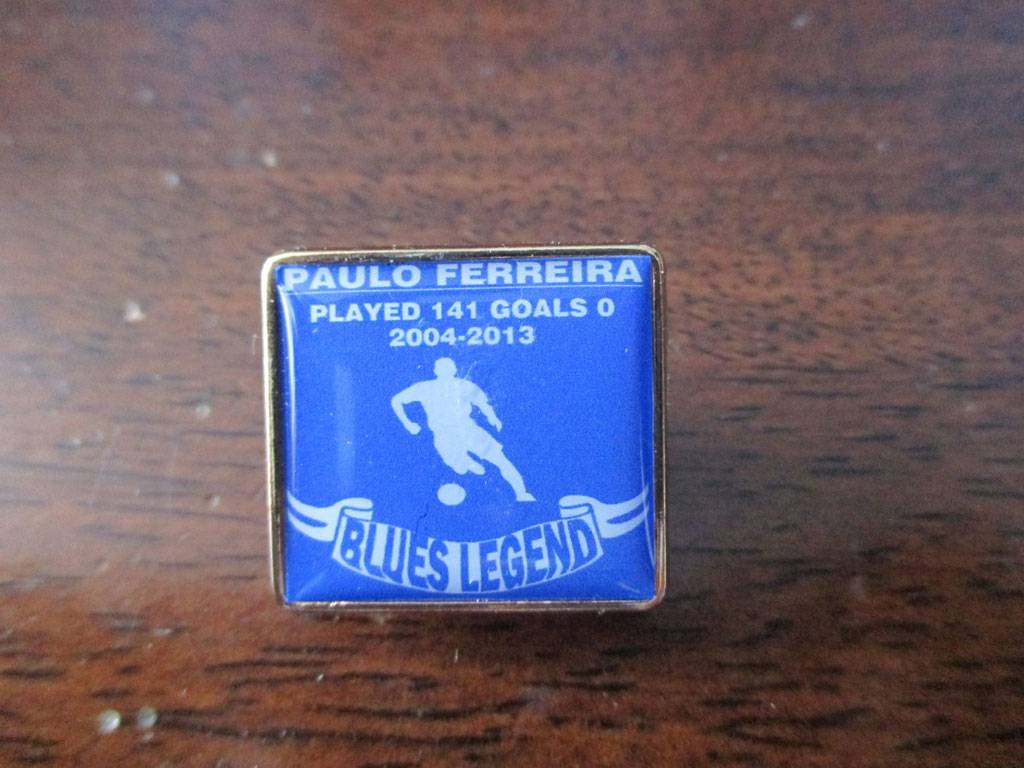 PAULO FERREIRA
PLAYED 141 GOALS 0
2004-2013
BLUES LEGEND